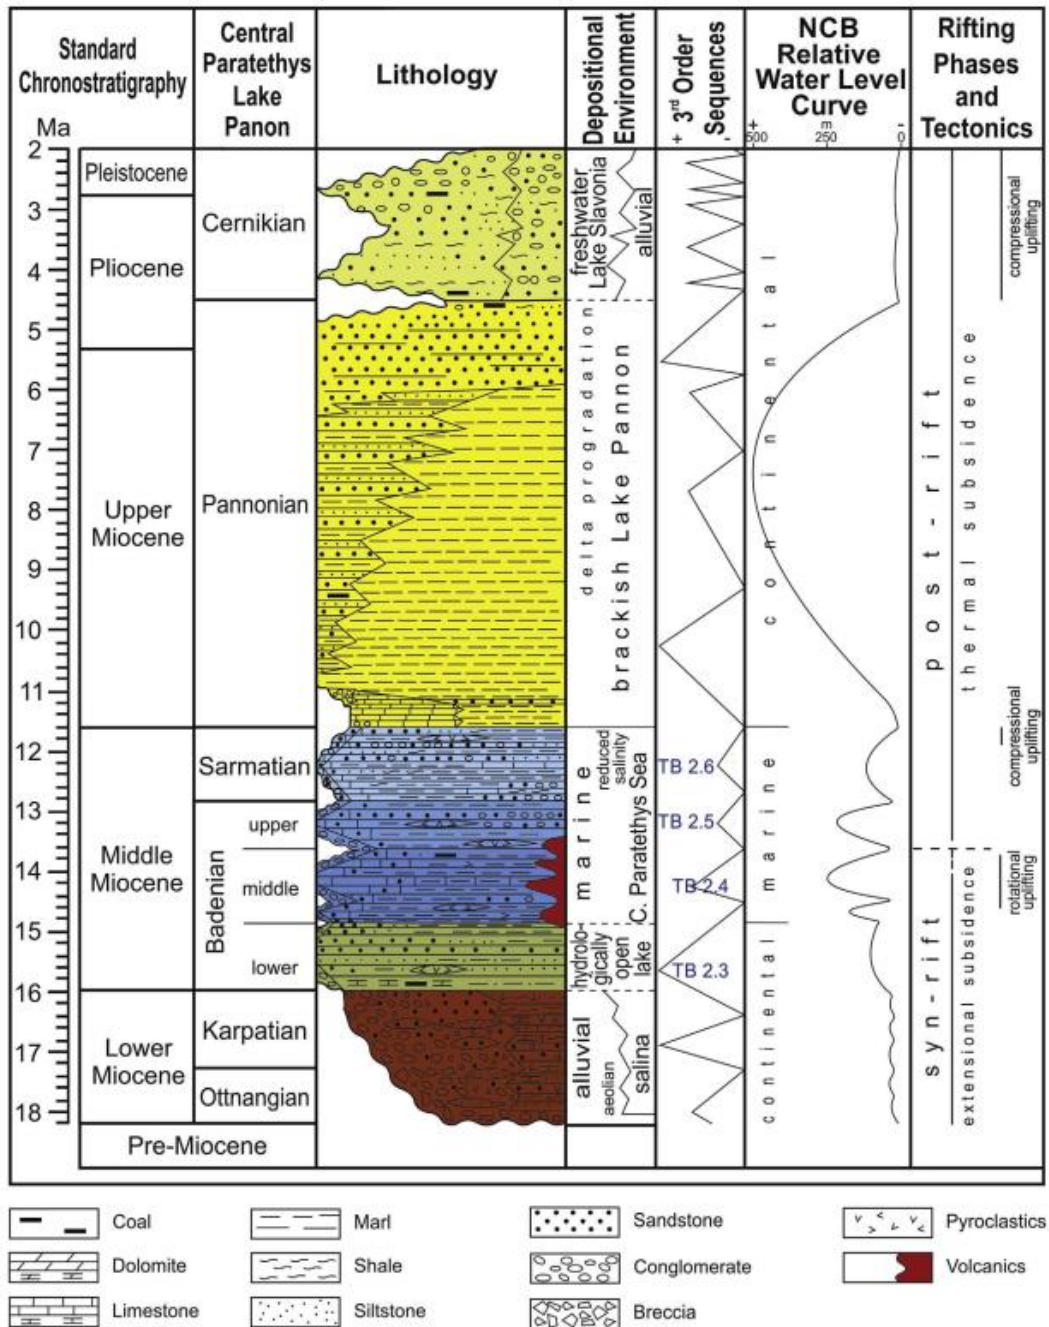 Standard
Chronostratigraphy
Central
Paratethys
Lake
Panon
Lithology
Depositional
Environment
3rd Order
Sequences
+
-
NCB
Relative
Water Level
Curve
m
+
-
500
250
0
Rifting
Phases
and
Tectonics
Ma
2
3
4
5
6
7
8
9
10
11
12
13
14
15
16
17
18
Pleistocene
Pliocene
Upper
Miocene
Middle
Miocene
Lower
Miocene
Pre-Miocene
Cernikian
Pannonian
Sarmatian
Badenian
upper
middle
lower
Karpatian
Ottnangian
freshwater
Lake Slavonia
alluvial
delta progradation
brackish Lake Pannon
marine
reduced
salinity
C. Paratethys Sea
hydrolo-
gically
open
lake
alluvial
aeolian
salina
TB 2.6
TB 2.5
TB 2.4
TB 2.3
continental
marine
continental
post-rift
syn-rift
thermal subsidence
extensional subsidence
compressional
uplifting
compressional
uplifting
rotational
uplifting
Coal
Marl
Sandstone
Pyroclastics
Dolomite
Shale
Conglomerate
Volcanics
Limestone
Siltstone
Breccia